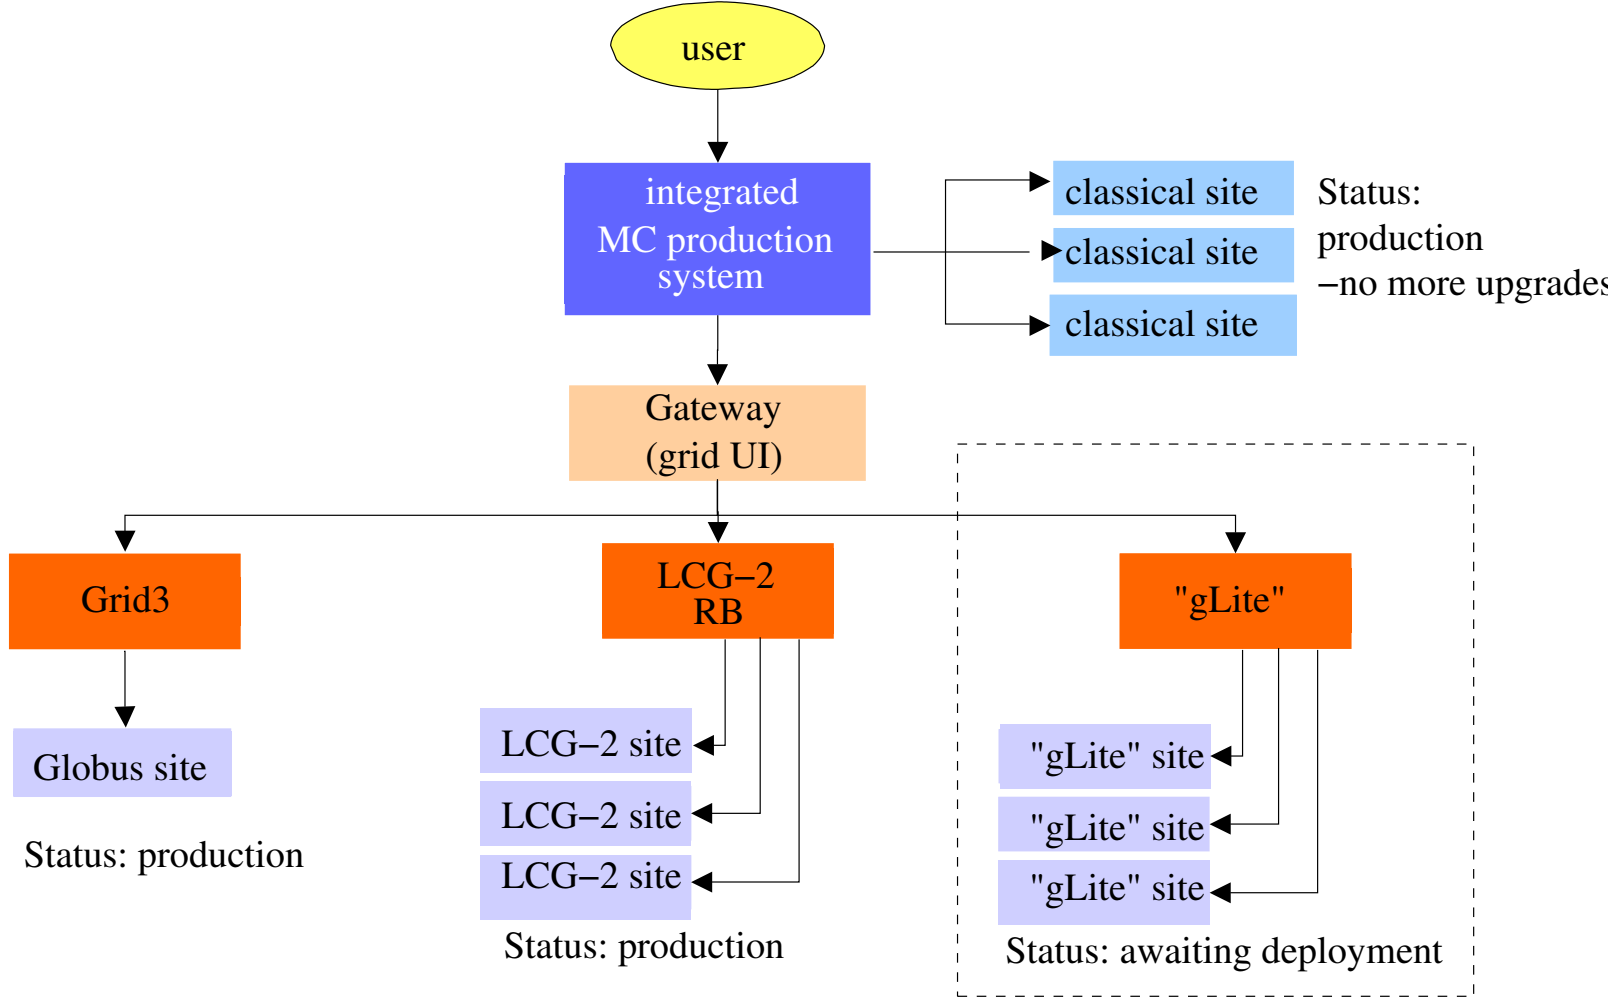 user
integrated
MC production
system
classical site
classical site
classical site
Status:
production
−no more upgrades
Gateway
(grid UI)
Grid3
LCG−2
RB
"gLite"
Globus site
Status: production
LCG−2 site
LCG−2 site
LCG−2 site
Status: production
"gLite" site
"gLite" site
"gLite" site
Status: awaiting deployment